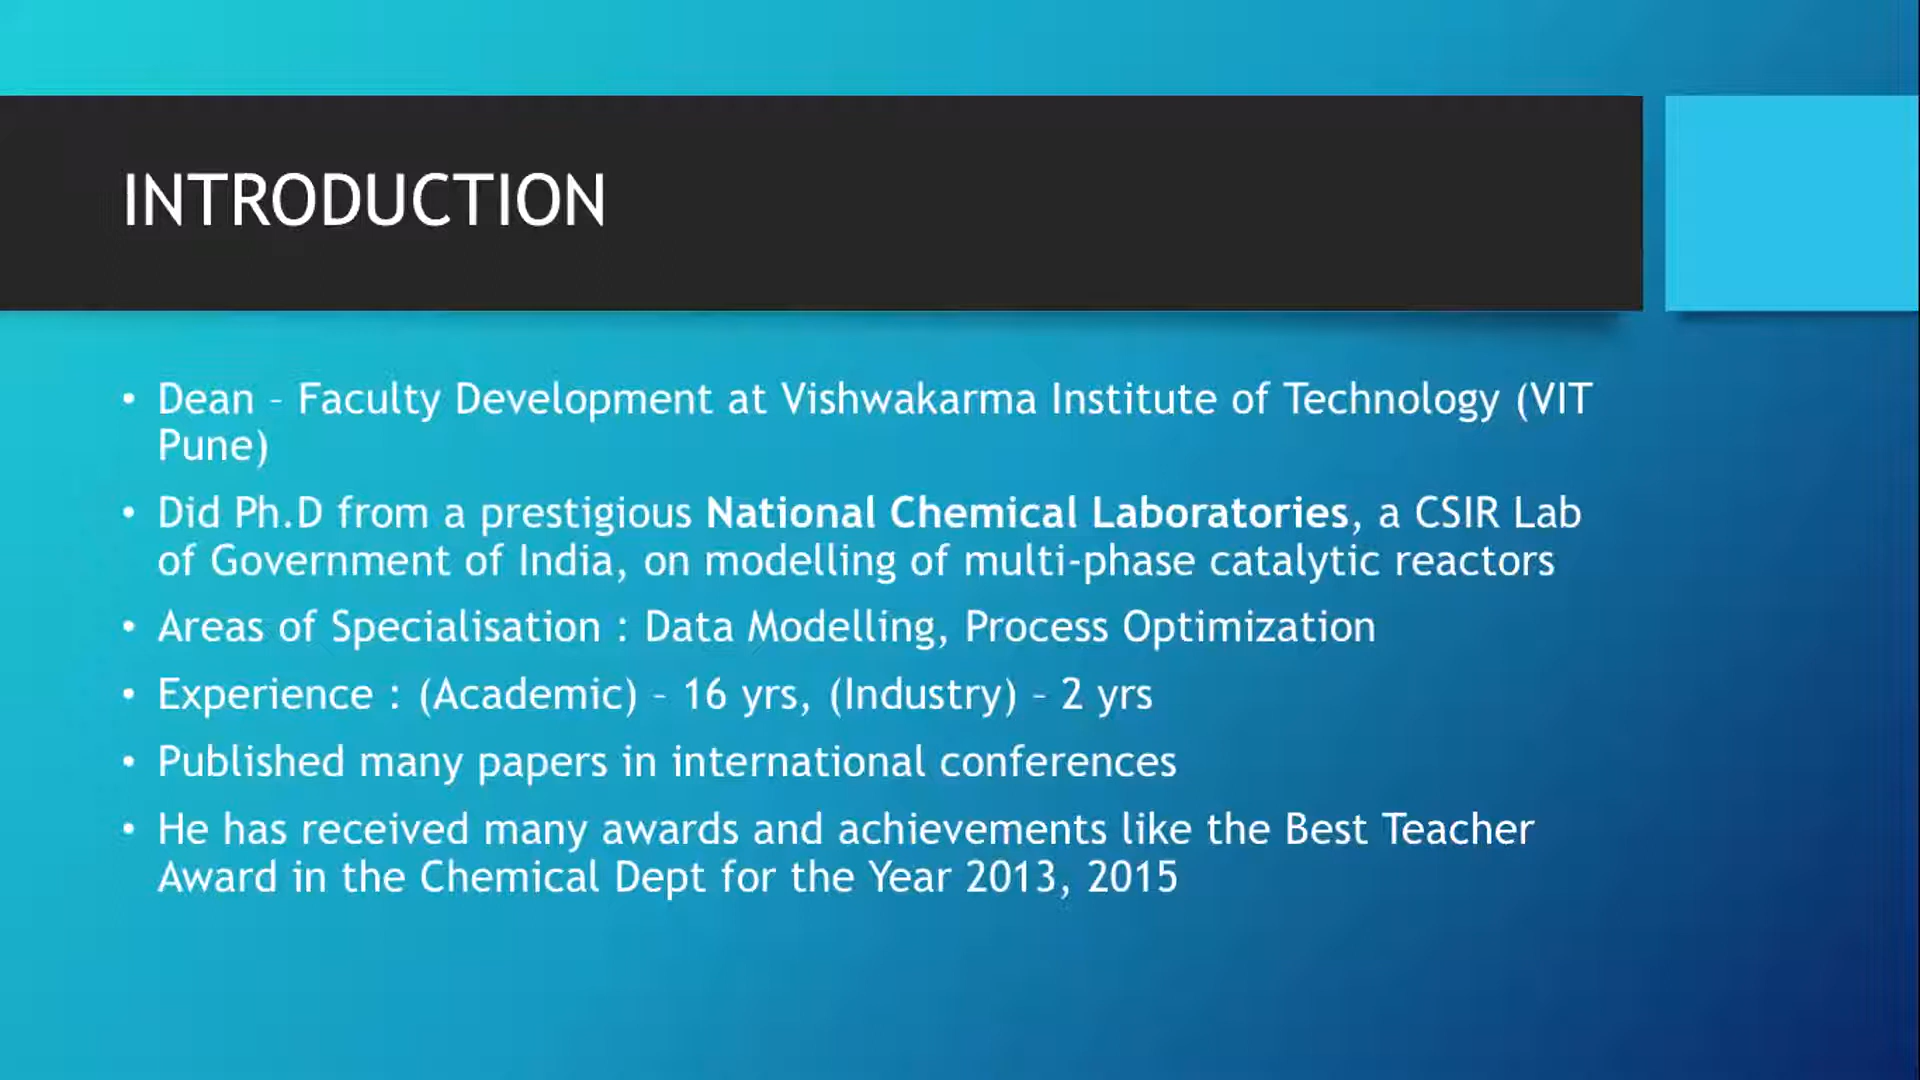 INTRODUCTION
• Dean – Faculty Development at Vishwakarma Institute of Technology (VIT
Pune)
• Did Ph.D from a prestigious National Chemical Laboratories, a CSIR Lab
of Government of India, on modelling of multi-phase catalytic reactors
• Areas of Specialisation : Data Modelling, Process Optimization
• Experience : (Academic) – 16 yrs, (Industry) – 2 yrs
• Published many papers in international conferences
• He has received many awards and achievements like the Best Teacher
Award in the Chemical Dept for the Year 2013, 2015